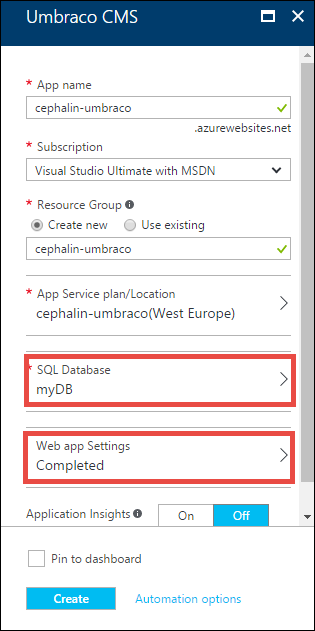 Umbraco CMS
* App name
cephalin-umbraco
.azurewebsites.net
* Subscription
Visual Studio Ultimate with MSDN
* Resource Group
Create new Use existing
cephalin-umbraco
* App Service plan/Location
cephalin-umbraco(West Europe)
* SQL Database
myDB
Web app Settings
Completed
Application Insights On Off
Pin to dashboard
Create Automation options